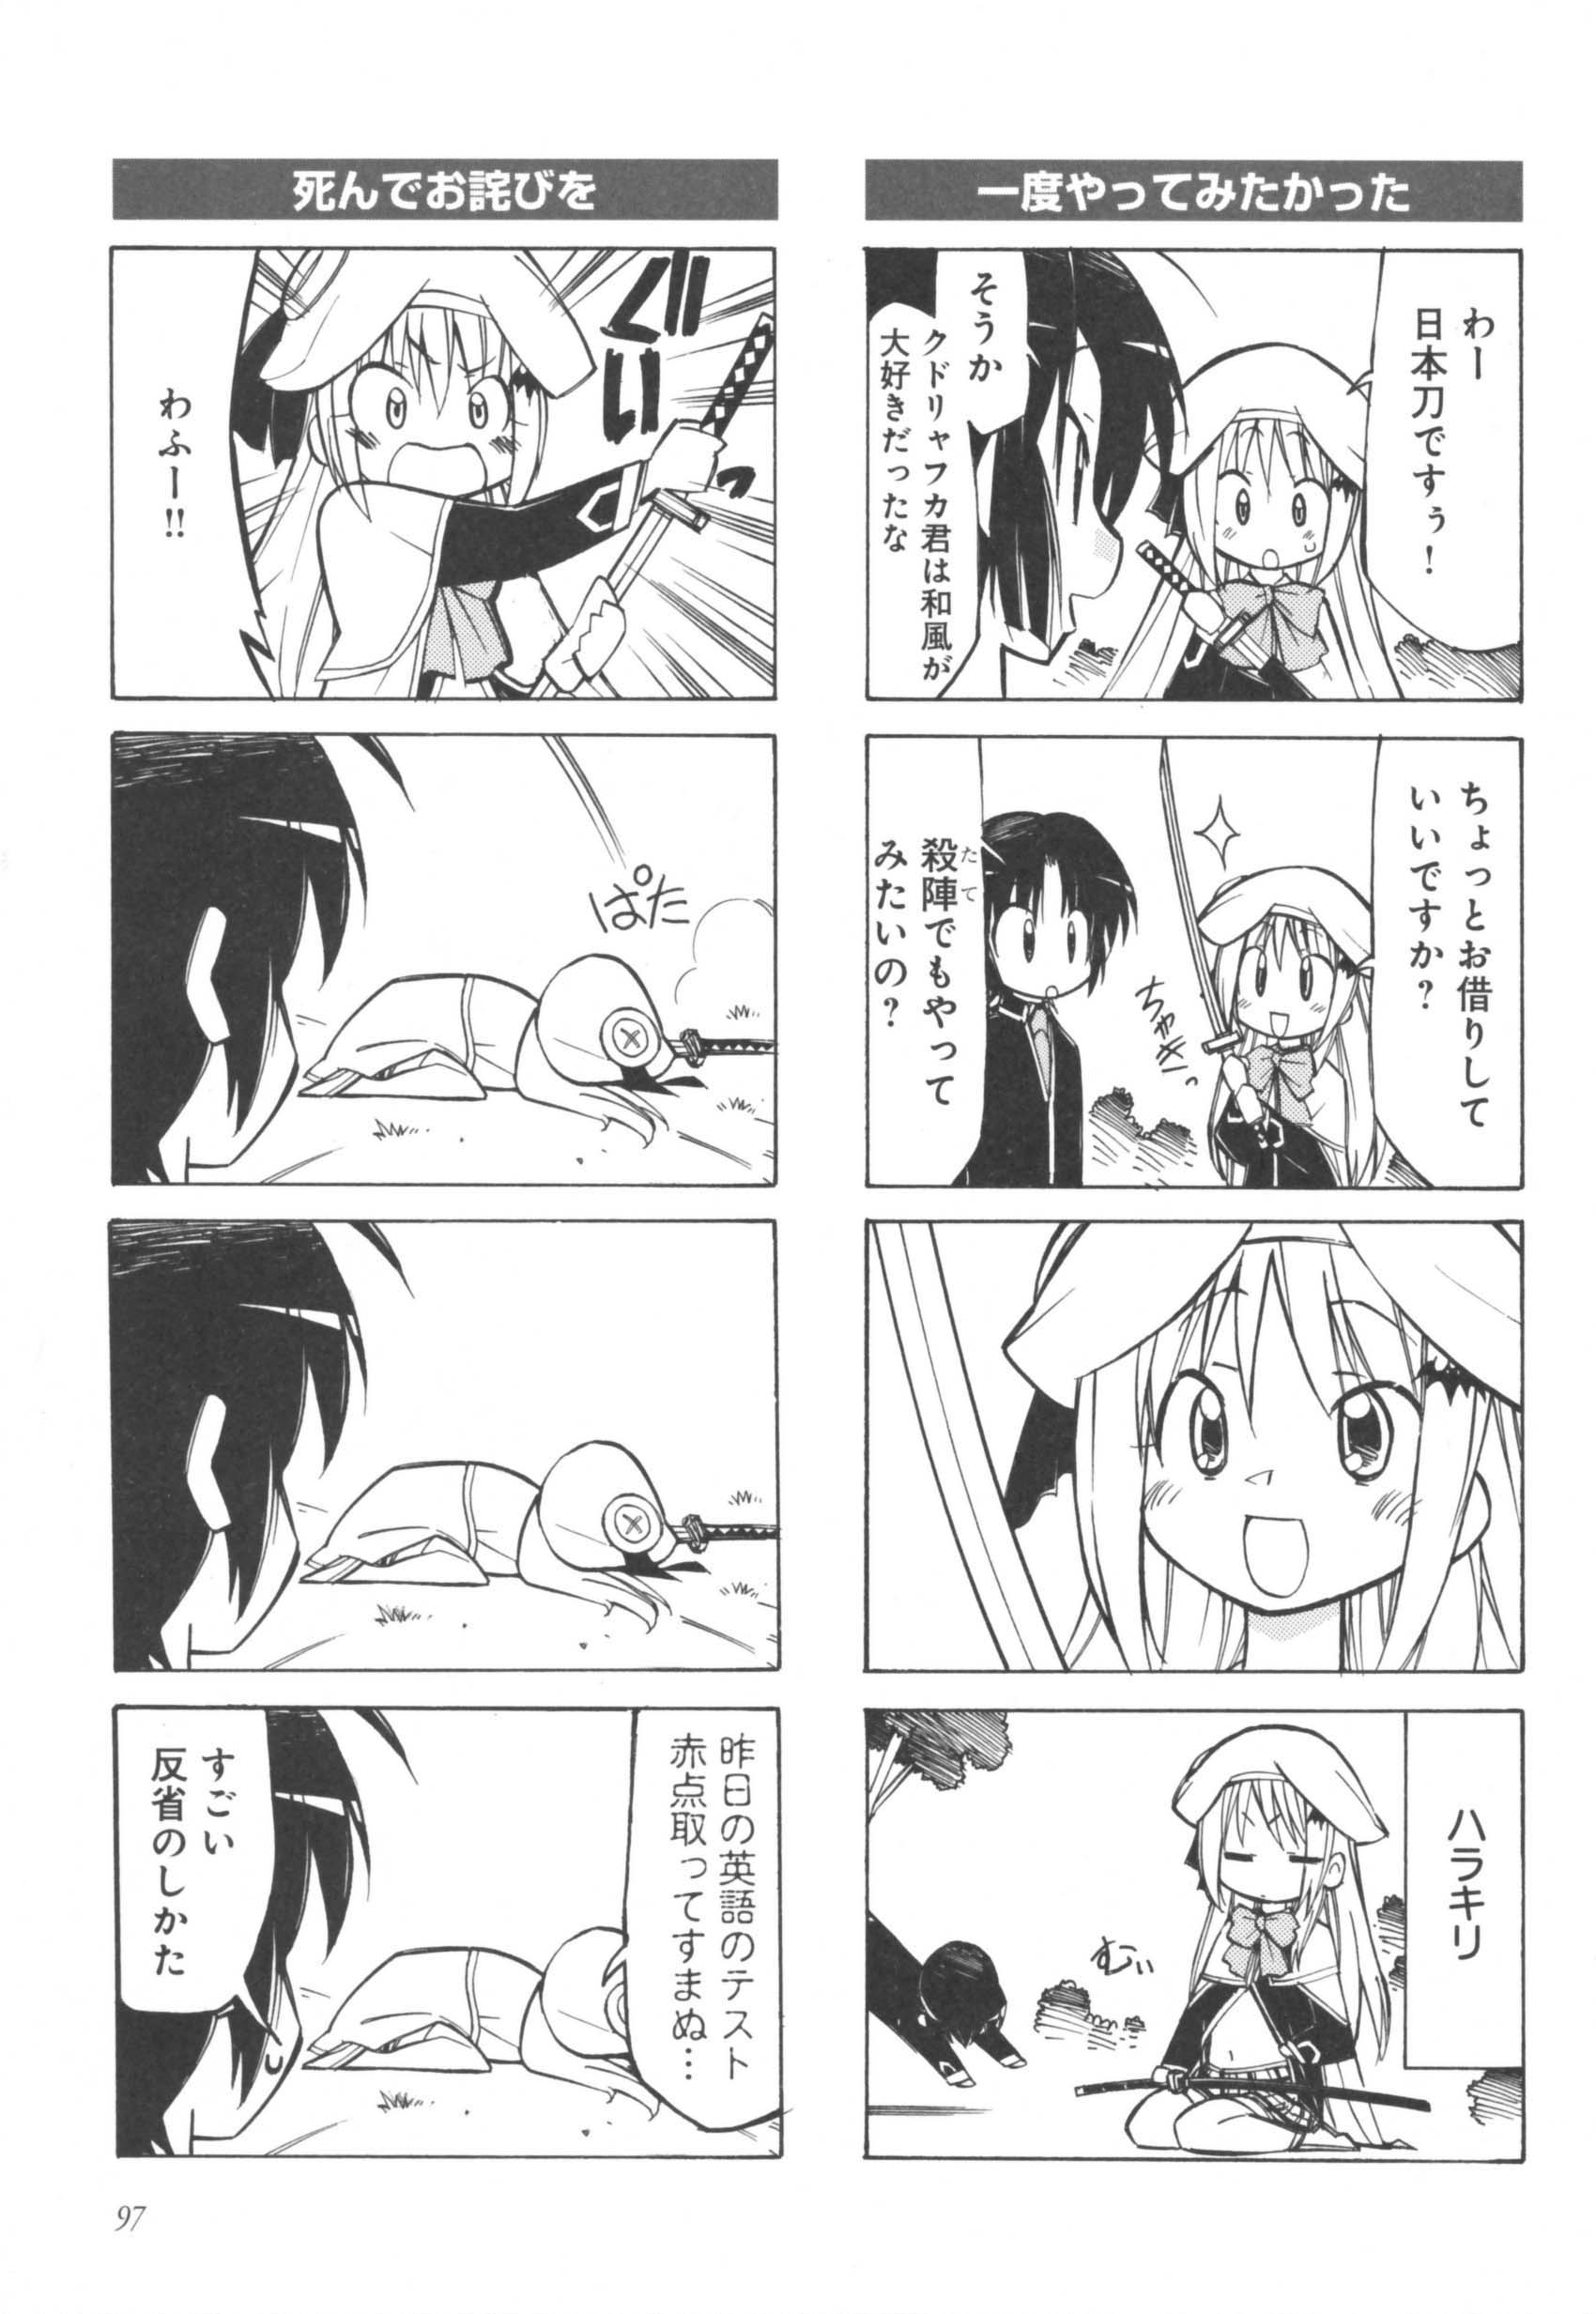 一度やってみたかった
わー
日本刀ですぅ！
そうか
クドリャフカ君は和風が
大好きだったな
ちょっとお借りして
いいですか？
ちゃきっ
殺陣でもやって
たて
みたいの？
ハラキリ
むぃ
死んでお詫びを
ぐいっ
わふー!!
ぱた
昨日の英語のテスト
赤点取ってすまぬ…
すごい
反省のしかた
97